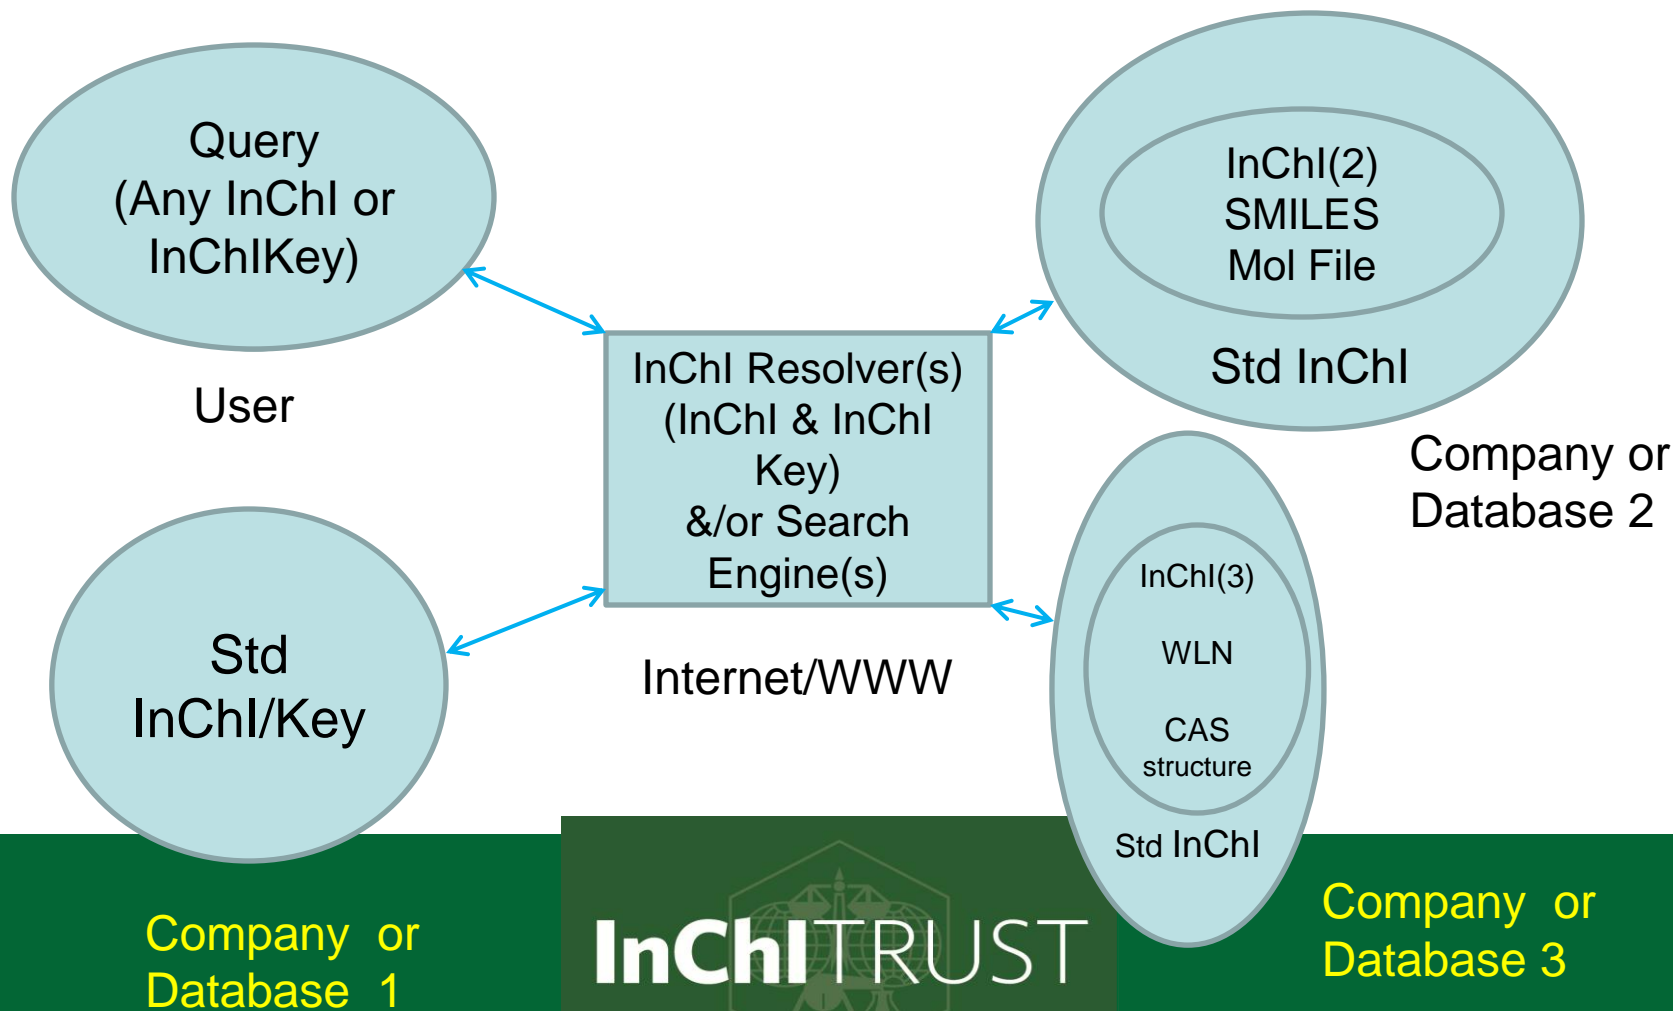 Query
(Any InChI or
InChIKey)
User
InChI(2)
SMILES
Mol File
Std InChI
Company or
Database 2
InChI Resolver(s)
(InChI & InChI
Key)
&/or Search
Engine(s)
Internet/WWW
Std
InChI/Key
Company or
Database 1
InChI(3)
WLN
CAS
structure
Std InChI
Company or
Database 3
InChITRUST